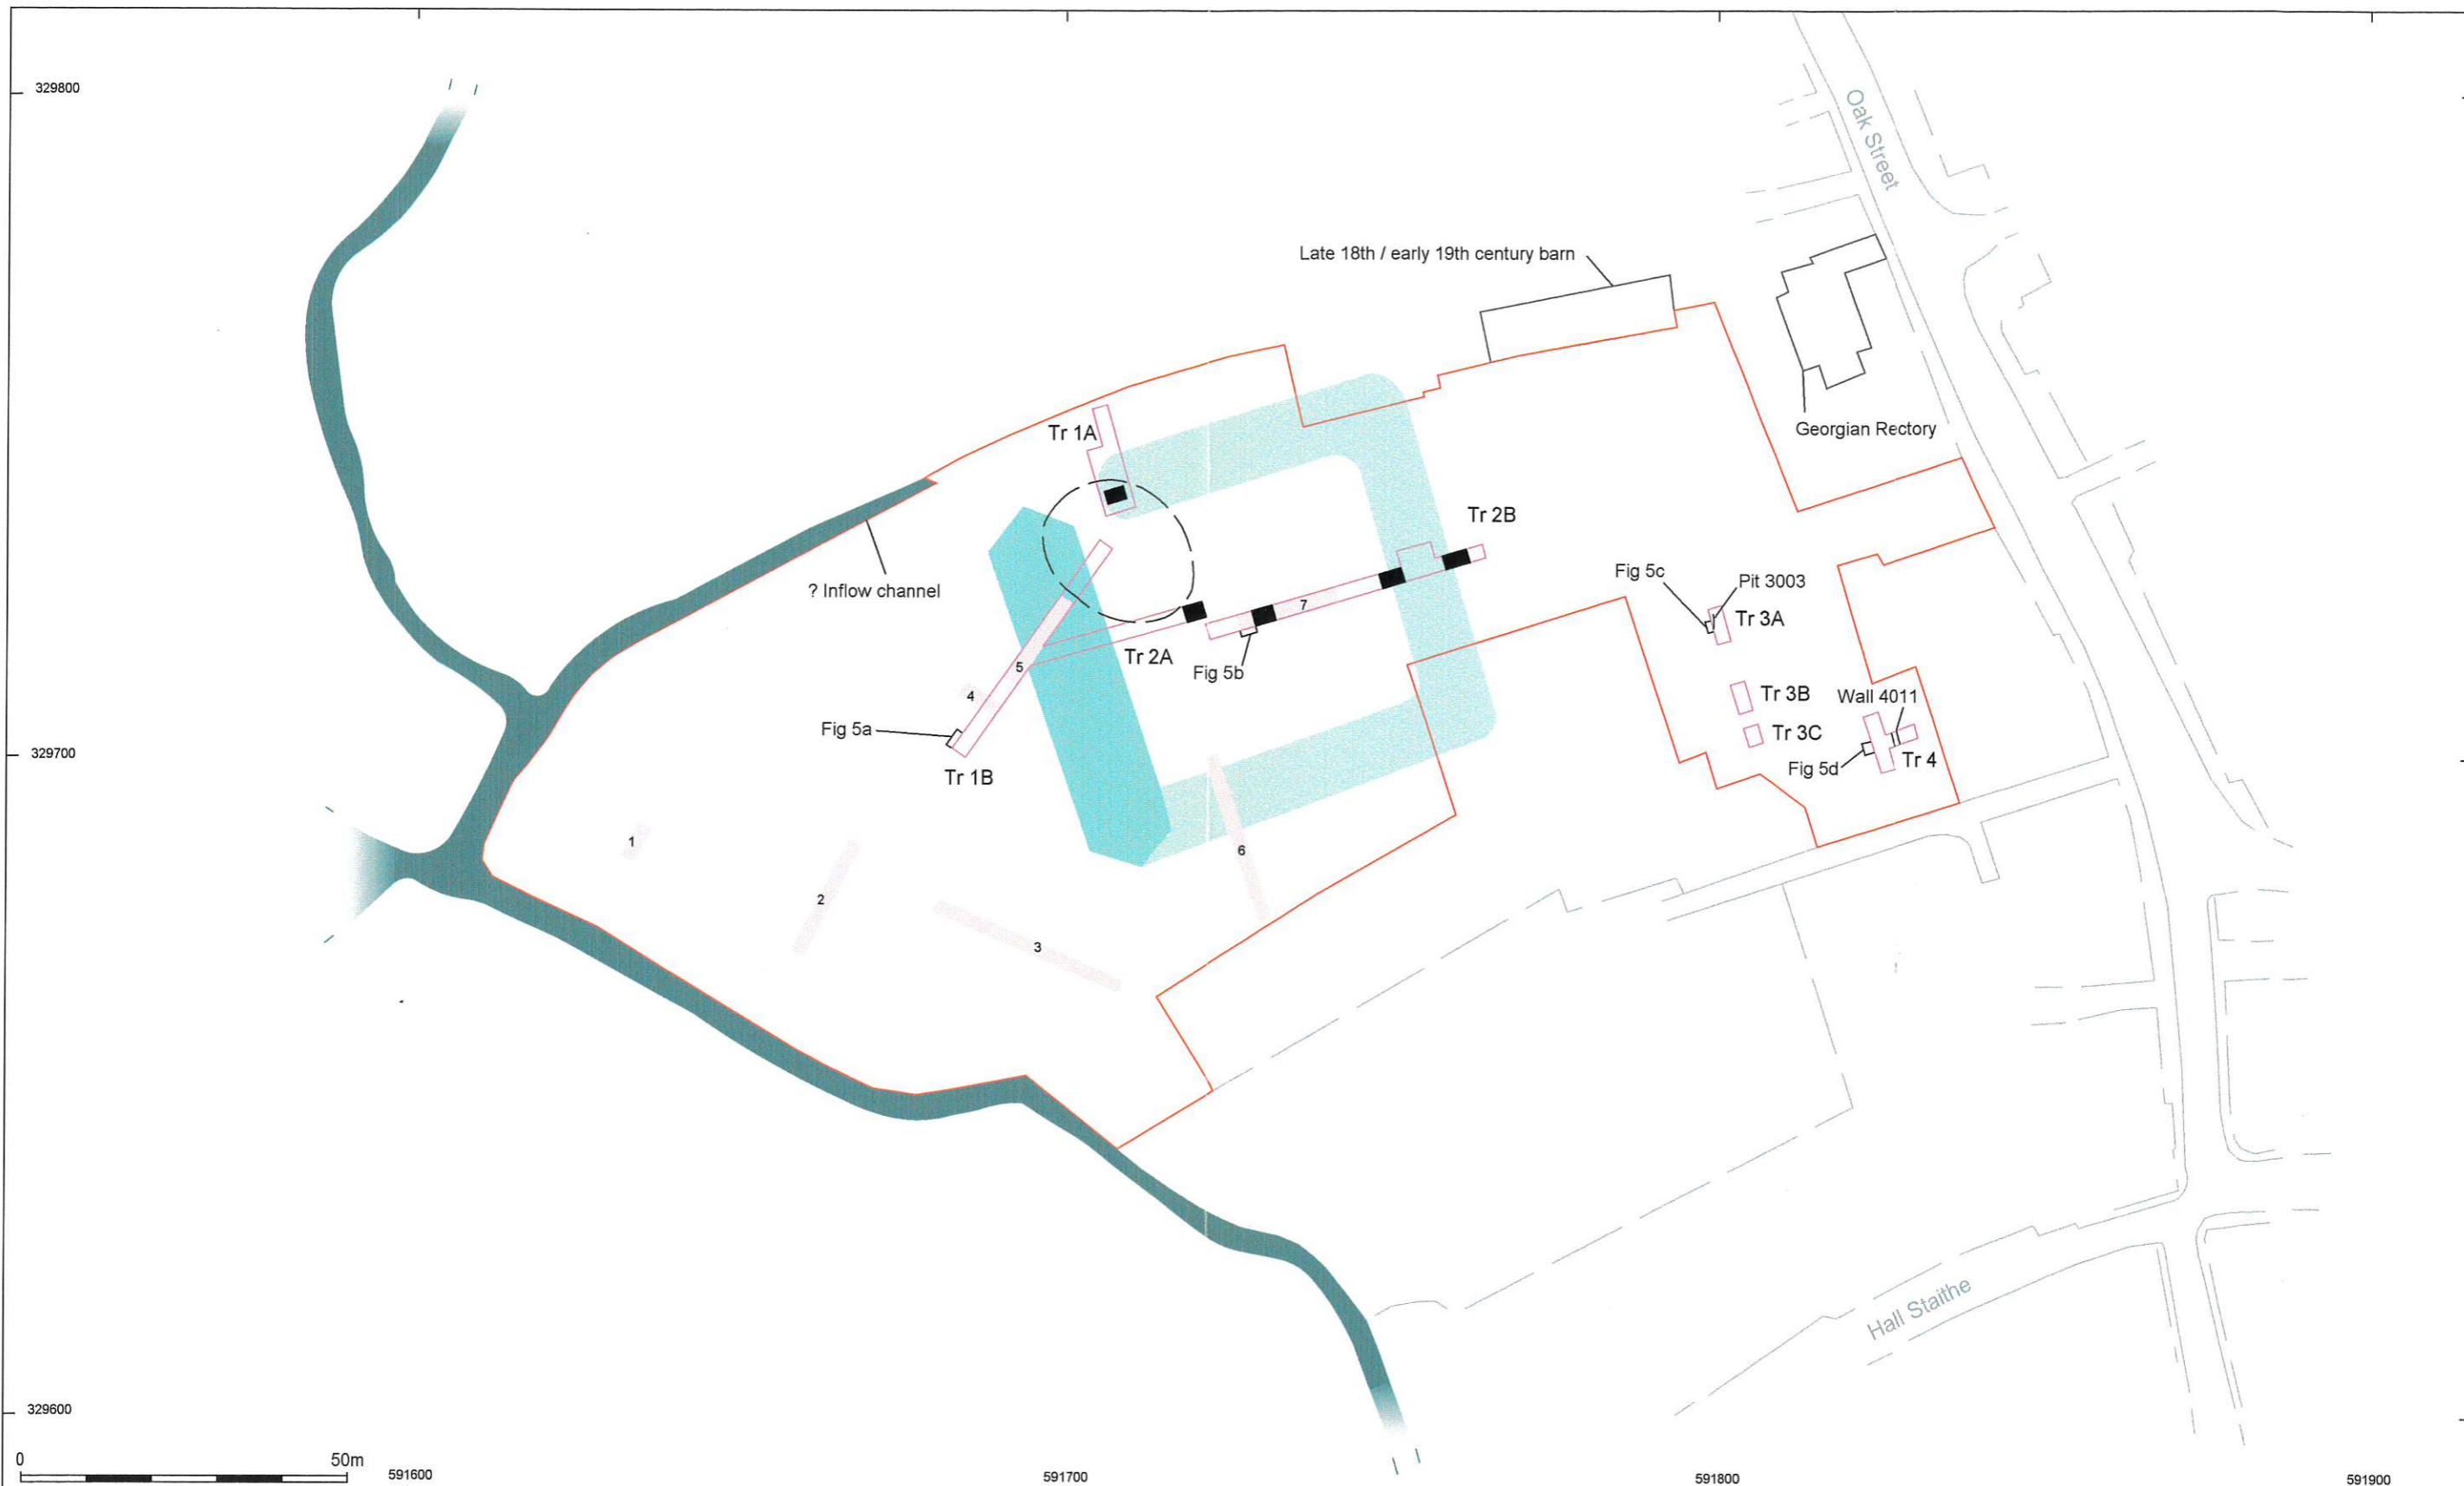 329800
Oak Street
Late 18th / early 19th century barn
Georgian Rectory
Tr 1A
Tr 2B
? Inflow channel
Fig 5c
Pit 3003
Tr 3A
7
Tr 2A
Fig 5b
5
4
Tr 3B
Wall 4011
Fig 5a
Tr 3C
329700
Tr 1B
Fig 5d
Tr 4
1
6
2
3
Hall Staithe
329600
0
50m
591600
591700
591800
591900